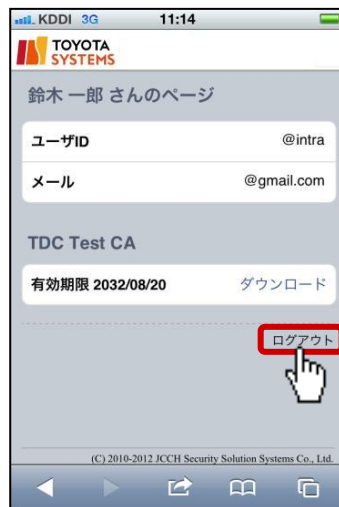 KDDI 3G 11:14
TOYOTA
SYSTEMS
鈴木 一郎 さんのページ
ユーザID @intra
メール @gmail.com
TDC Test CA
有効期限 2032/08/20 ダウンロード
ログアウト
(C) 2010-2012 JCCH Security Solution Systems Co., Ltd.